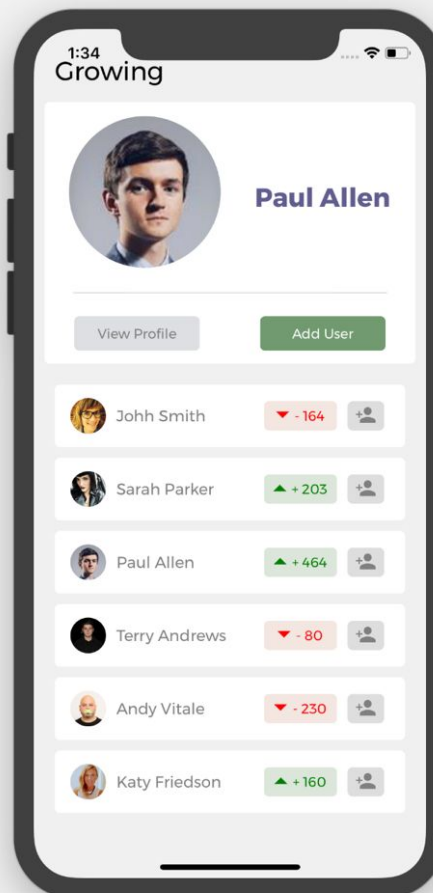 1:34
Growing
Paul Allen
View Profile Add User
Johh Smith - 164
Sarah Parker + 203
Paul Allen + 464
Terry Andrews - 80
Andy Vitale - 230
Katy Friedson + 160